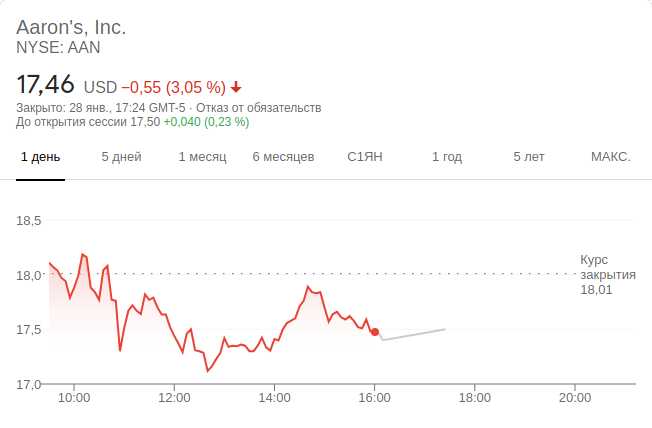 Aaron's, Inc.
NYSE: AAN
17,46 USD −0,55 (3,05 %)
Закрыто: 28 янв., 17:24 GMT-5 · Отказ от обязательств
До открытия сессии 17,50 +0,040 (0,23 %)
1 день 5 дней 1 месяц 6 месяцев С1ЯН 1 год 5 лет МАКС.
18,5
Курс
18,0 закрытия
18,01
17,5
17,0
10:00 12:00 14:00 16:00 18:00 20:00